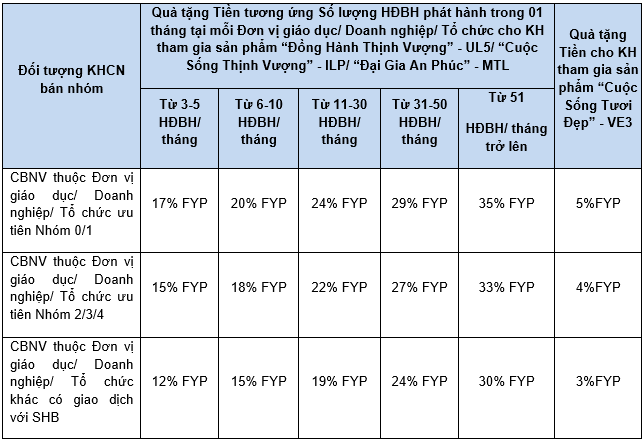 Đối tượng KHCN
bán nhóm
Quà tặng Tiền tương ứng Số lượng HĐBH phát hành trong 01
tháng tại mỗi Đơn vị giáo dục/ Doanh nghiệp/ Tổ chức cho KH
tham gia sản phẩm “Đồng Hành Thịnh Vượng” - UL5/ “Cuộc
Sống Thịnh Vượng” - ILP/ “Đại Gia An Phúc” - MTL
Quà tặng
Tiền cho KH
tham gia sản
phẩm “Cuộc
Sống Tươi
Đẹp” - VE3
Từ 3-5
HĐBH/
tháng
Từ 6-10
HĐBH/
tháng
Từ 11-30
HĐBH/
tháng
Từ 31-50
HĐBH/
tháng
Từ 51
HĐBH/ tháng
trở lên
CBNV thuộc Đơn vị
giáo dục/ Doanh
nghiệp/ Tổ chức ưu
tiên Nhóm 0/1
17% FYP
20% FYP
24% FYP
29% FYP
35% FYP
5%FYP
CBNV thuộc Đơn vị
giáo dục/ Doanh
nghiệp/ Tổ chức ưu
tiên Nhóm 2/3/4
15% FYP
18% FYP
22% FYP
27% FYP
33% FYP
4%FYP
CBNV thuộc Đơn vị
giáo dục/ Doanh
nghiệp/ Tổ chức
khác có giao dịch
với SHB
12% FYP
15% FYP
19% FYP
24% FYP
30% FYP
3%FYP